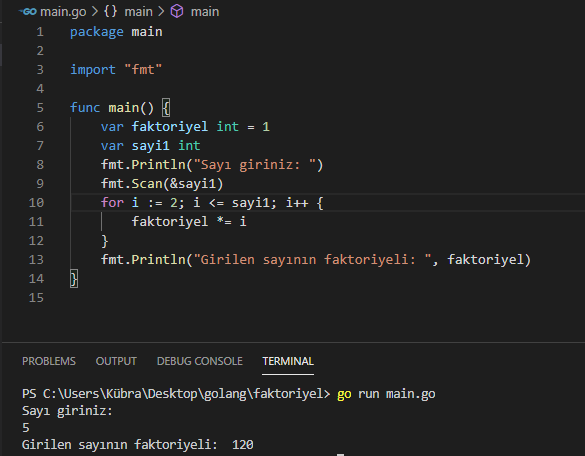 GO main.go > {} main > main
1 package main
2
3 import "fmt"
4
5 func main() {
6     var faktoriyel int = 1
7     var sayi1 int
8     fmt.Println("Sayı giriniz: ")
9     fmt.Scan(&sayi1)
10     for i := 2; i <= sayi1; i++ {
11         faktoriyel *= i
12     }
13     fmt.Println("Girilen sayının faktoriyeli: ", faktoriyel)
14 }
15
PROBLEMS OUTPUT DEBUG CONSOLE TERMINAL
PS C:\Users\Kübra\Desktop\golang\faktoriyel> go run main.go
Sayı giriniz:
5
Girilen sayının faktoriyeli:  120